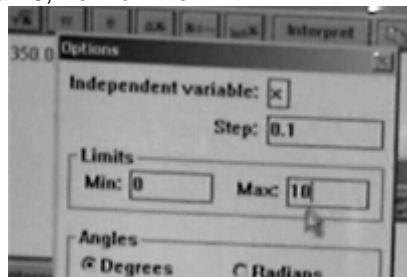 Interpret
350.0 Options
Independent variable: x
Step: 0.1
Limits
Min: 0 Max: 10
Angles
Degrees Radians